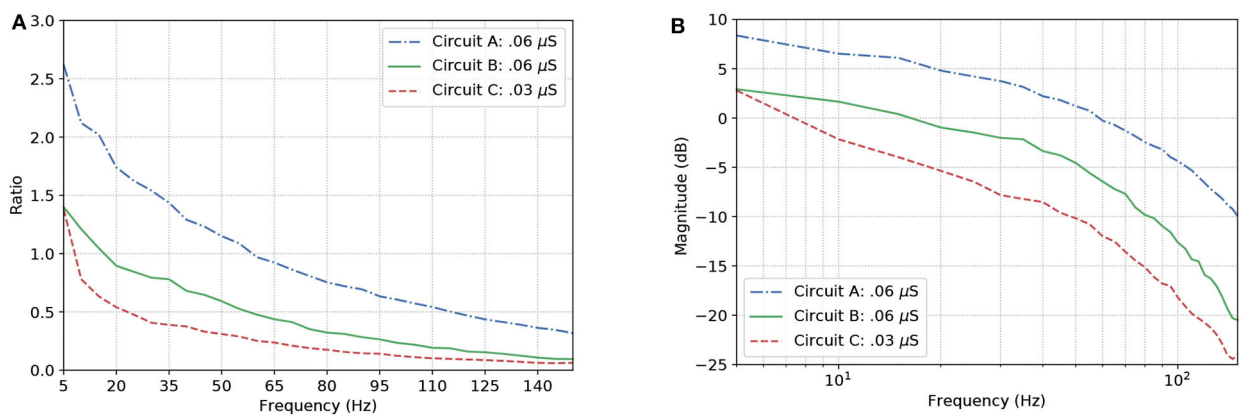 A
3.0
2.5
2.0
1.5
1.0
0.5
0.0
Ratio
Circuit A: .06 µS
Circuit B: .06 µS
Circuit C: .03 µS
5 20 35 50 65 80 95 110 125 140
Frequency (Hz)
B
10
5
0
−5
−10
−15
−20
−25
Magnitude (dB)
Circuit A: .06 µS
Circuit B: .06 µS
Circuit C: .03 µS
10¹ 10²
Frequency (Hz)